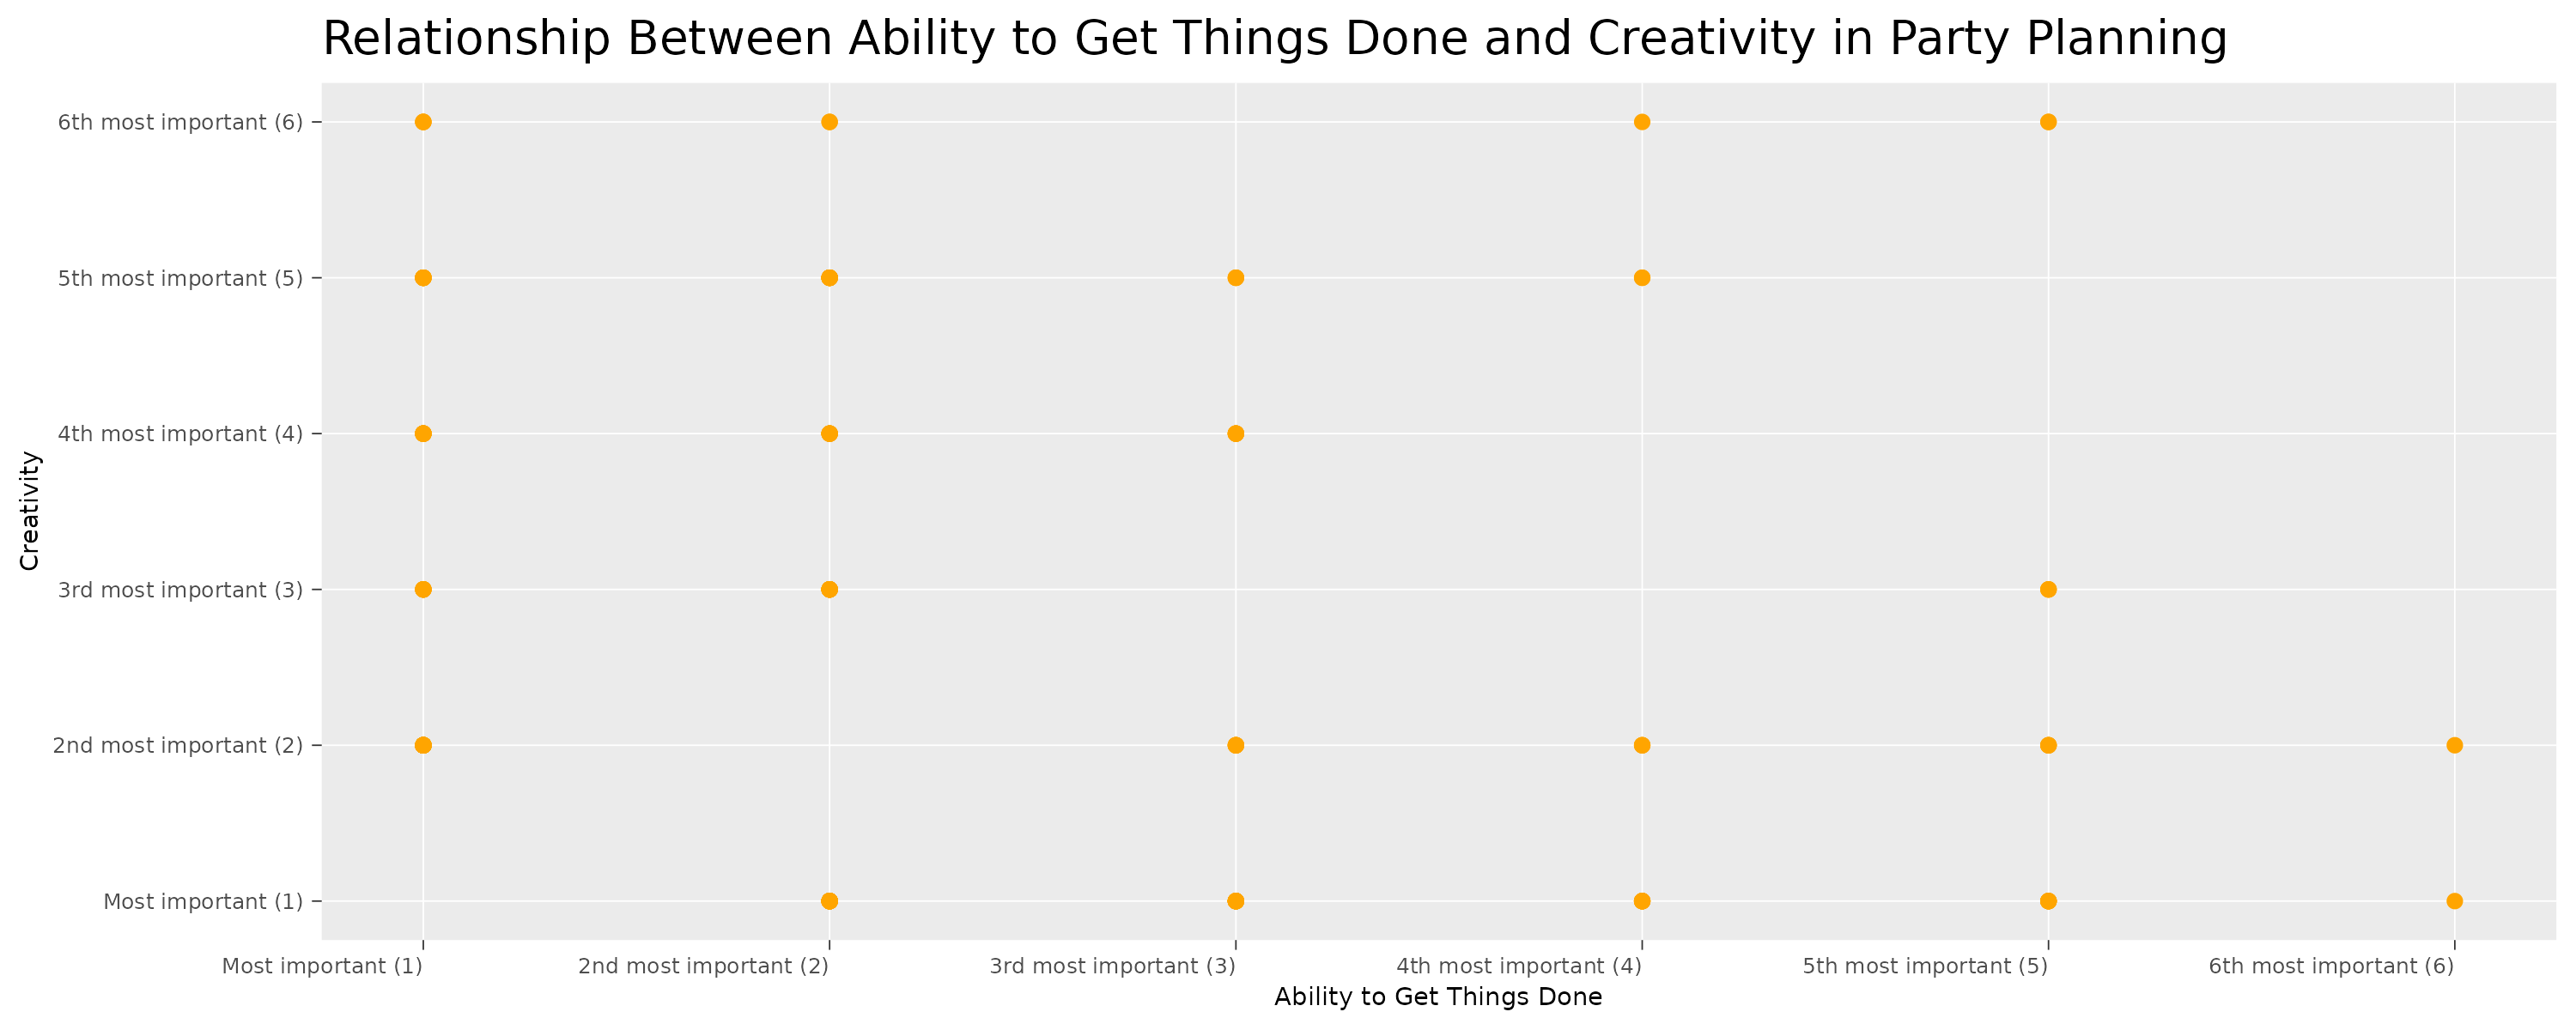 Relationship Between Ability to Get Things Done and Creativity in Party Planning
6th most important (6)
5th most important (5)
4th most important (4)
3rd most important (3)
2nd most important (2)
Most important (1)
Creativity
Most important (1)
2nd most important (2)
3rd most important (3)
4th most important (4)
5th most important (5)
6th most important (6)
Ability to Get Things Done